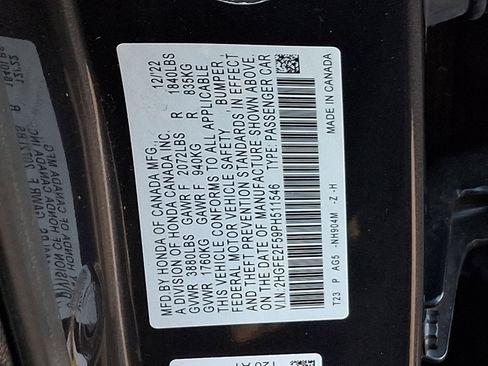 MFD BY HONDA OF CANADA MFG. 12/22
A DIVISION OF HONDA CANADA INC.
GVWR 3880LBS GAWR F 2072LBS R 1840LBS
GVWR 1760KG GAWR F 940KG R 835KG
THIS VEHICLE CONFORMS TO ALL APPLICABLE
FEDERAL MOTOR VEHICLE SAFETY, BUMPER,
AND THEFT PREVENTION STANDARDS IN EFFECT
ON THE DATE OF MANUFACTURE SHOWN ABOVE.
V.I.N.:2HGFE2F59PH511546 TYPE: PASSENGER CAR
T23 P AG5 -NH904M -Z -H
MADE IN CANADA